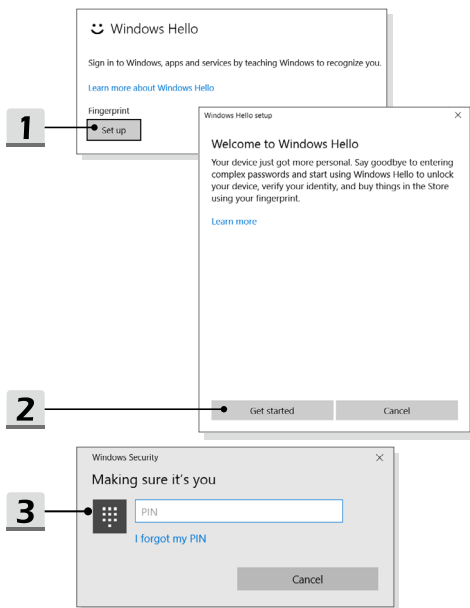 Windows Hello
Sign in to Windows, apps and services by teaching Windows to recognize you.
Learn more about Windows Hello
Fingerprint
1
Set up
Windows Hello setup
Welcome to Windows Hello
Your device just got more personal. Say goodbye to entering
complex passwords and start using Windows Hello to unlock
your device, verify your identity, and buy things in the Store
using your fingerprint.
Learn more
2
Get started
Cancel
Windows Security
Making sure it's you
3
PIN
I forgot my PIN
Cancel